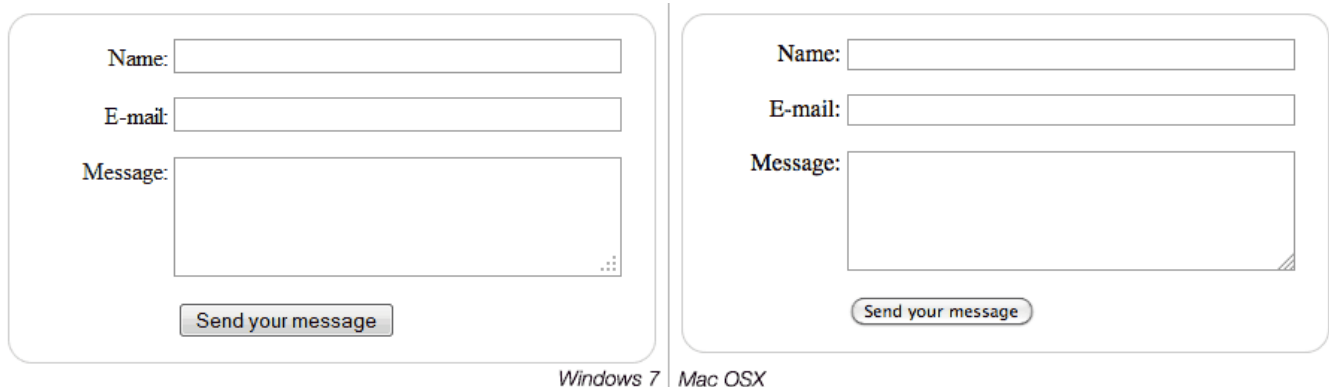 Name:
E-mail:
Message:
Send your message
Windows 7
Name:
E-mail:
Message:
Send your message
Mac OSX